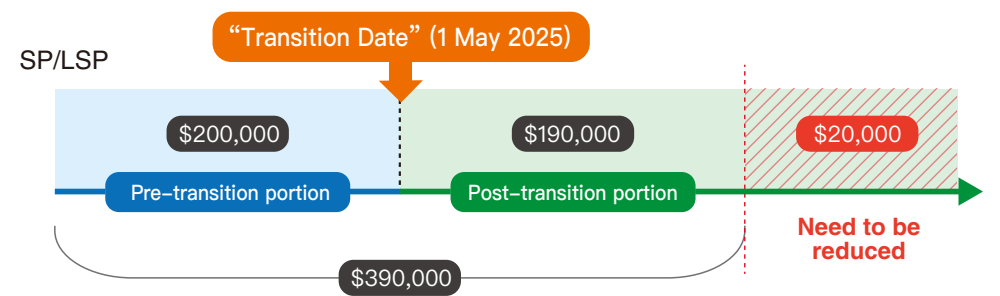 “Transition Date” (1 May 2025)
SP/LSP
$200,000
$190,000
$20,000
Pre–transition portion
Post–transition portion
Need to be
reduced
$390,000